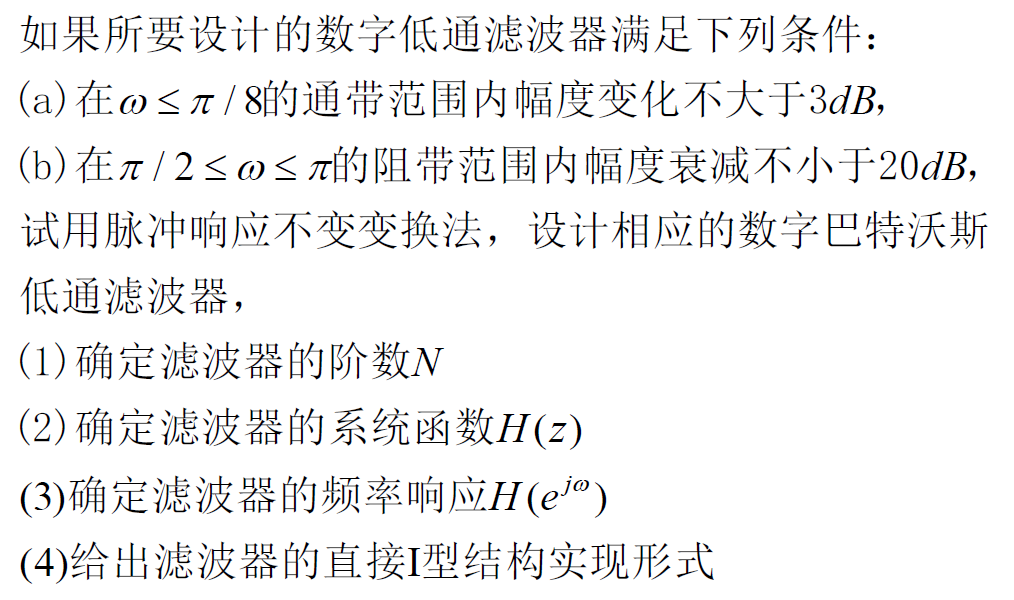 如果所要设计的数字低通滤波器满足下列条件：
(a)在ω ≤ π / 8的通带范围内幅度变化不大于3dB，
(b)在π / 2 ≤ ω ≤ π的阻带范围内幅度衰减不小于20dB，
试用脉冲响应不变变换法，设计相应的数字巴特沃斯
低通滤波器，
(1)确定滤波器的阶数N
(2)确定滤波器的系统函数H(z)
(3)确定滤波器的频率响应H(e^{jω})
(4)给出滤波器的直接I型结构实现形式